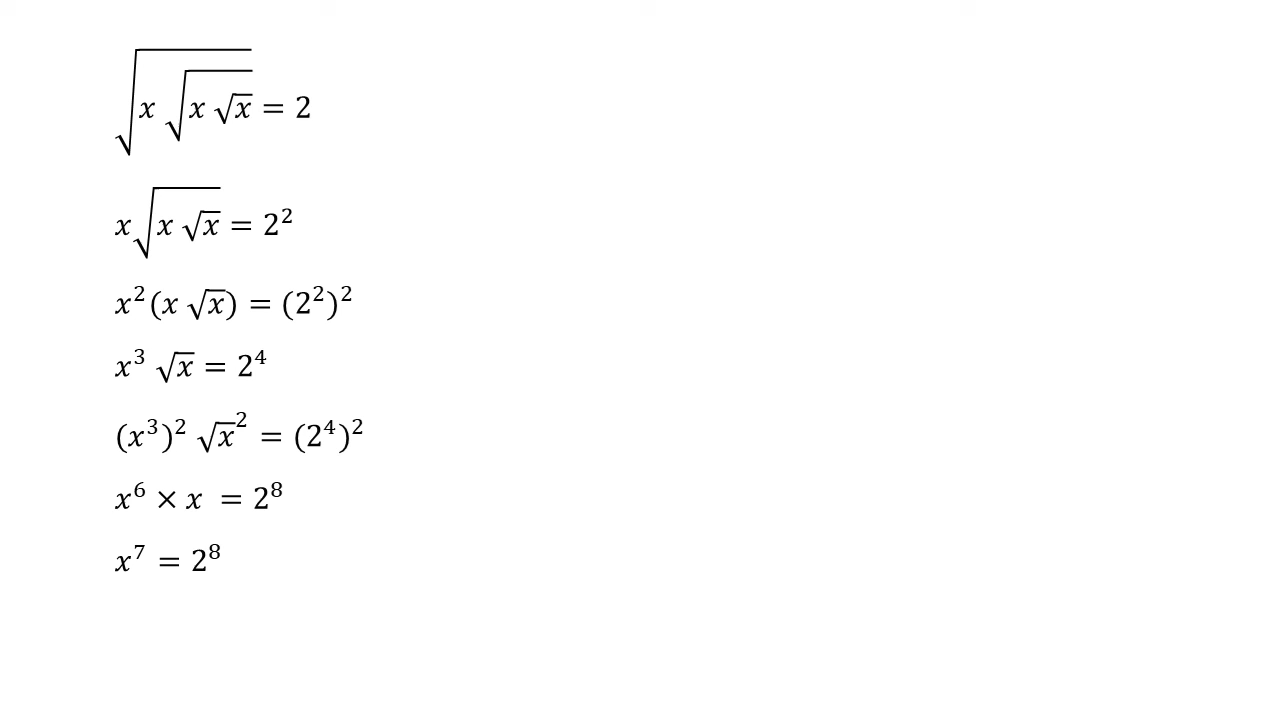 √(x √(x √x)) = 2
x√(x √x) = 2²
x²(x √x) = (2²)²
x³ √x = 2⁴
(x³)² √x² = (2⁴)²
x⁶ × x = 2⁸
x⁷ = 2⁸